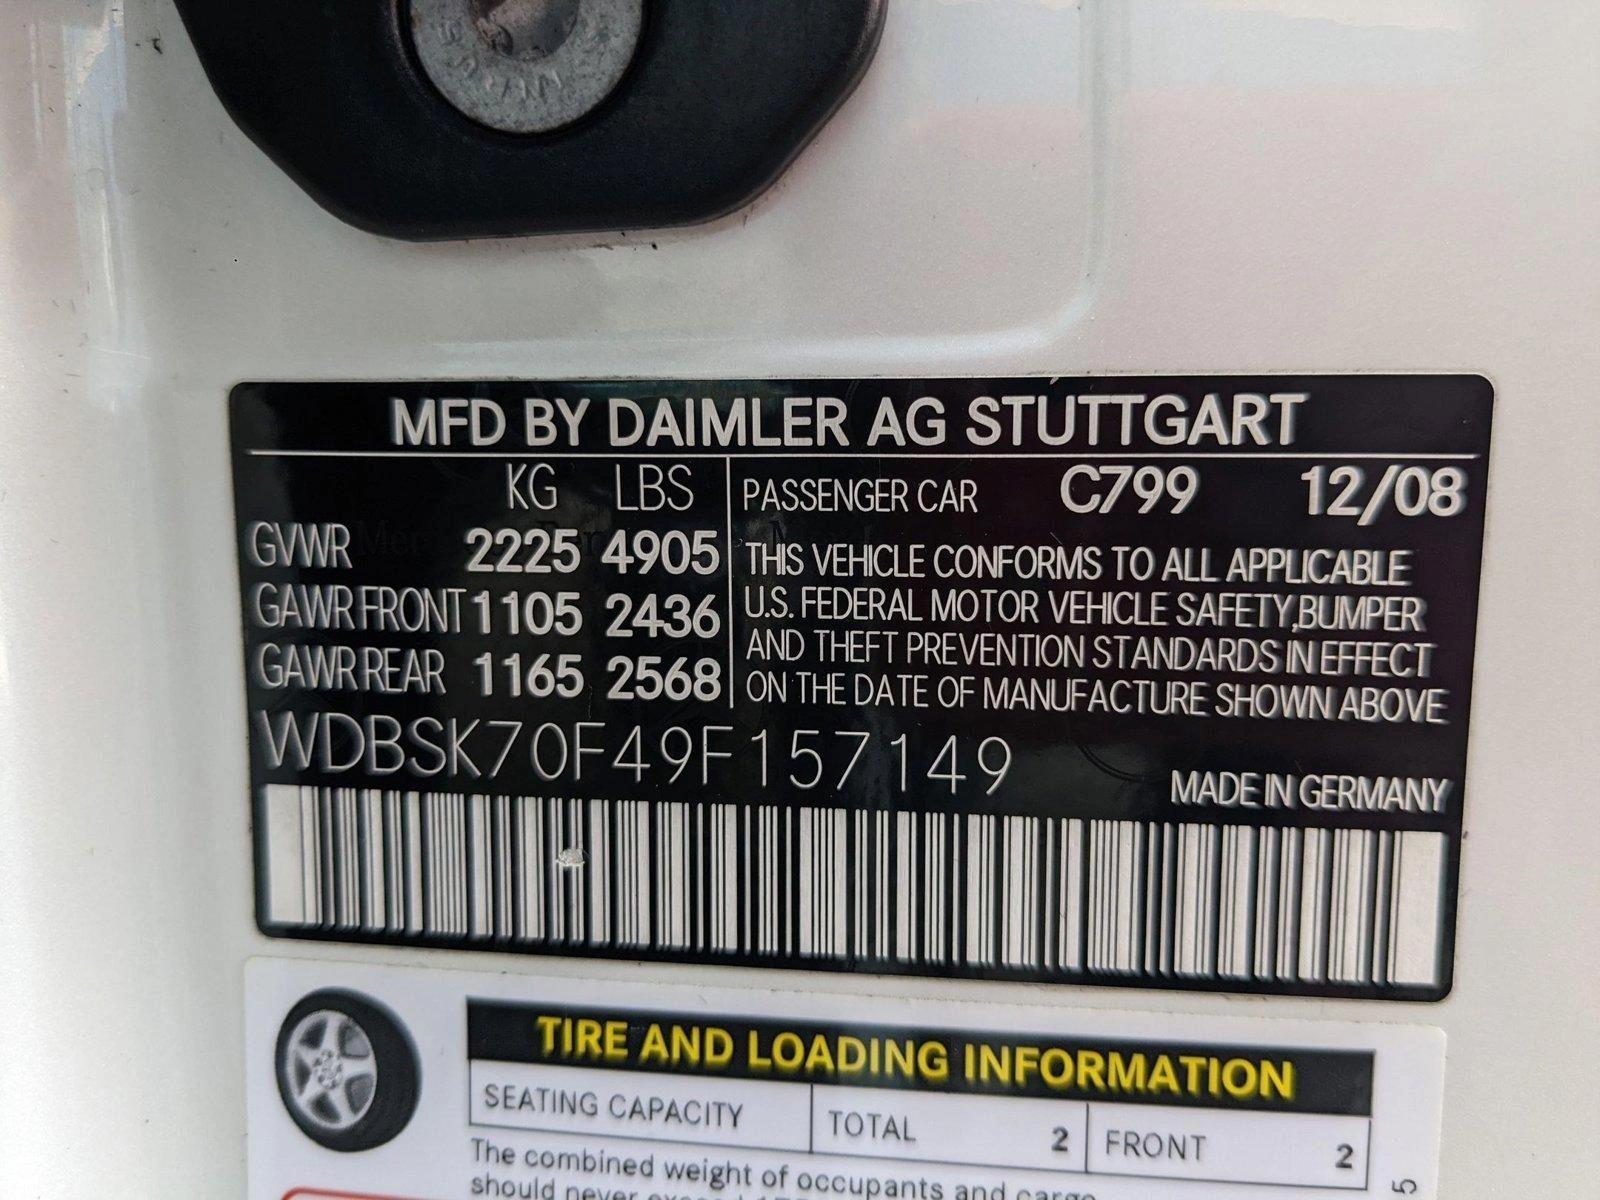 MFD BY DAIMLER AG STUTTGART
KG LBS
GVWR 2225 4905
GAWR FRONT 1105 2436
GAWR REAR 1165 2568
PASSENGER CAR C799 12/08
THIS VEHICLE CONFORMS TO ALL APPLICABLE
U.S. FEDERAL MOTOR VEHICLE SAFETY,BUMPER
AND THEFT PREVENTION STANDARDS IN EFFECT
ON THE DATE OF MANUFACTURE SHOWN ABOVE
WDBSK70F49F157149
MADE IN GERMANY
TIRE AND LOADING INFORMATION
SEATING CAPACITY TOTAL 2 FRONT 2
The combined weight of occupants and cargo
should never
5